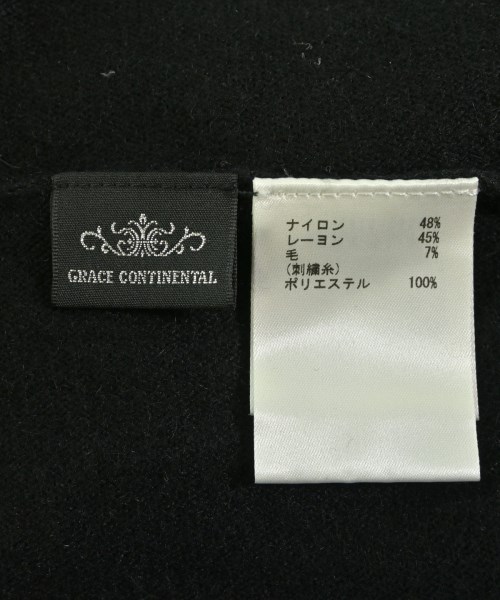 GRACE CONTINENTAL
ナイロン 48%
レーヨン 45%
毛 7%
(刺繍糸)
ポリエステル 100%